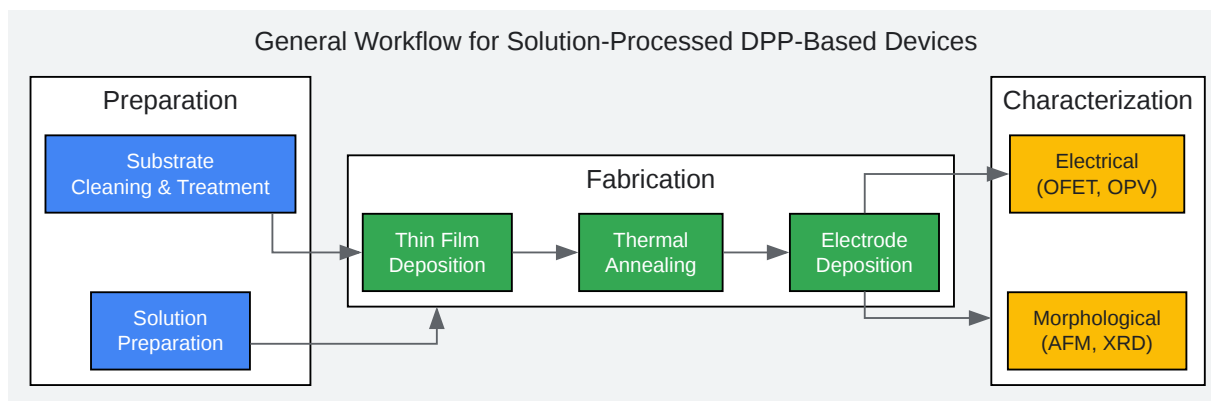 General Workflow for Solution-Processed DPP-Based Devices
Preparation
Substrate
Cleaning & Treatment
Solution
Preparation
Fabrication
Thin Film
Deposition
Thermal
Annealing
Electrode
Deposition
Characterization
Electrical
(OFET, OPV)
Morphological
(AFM, XRD)